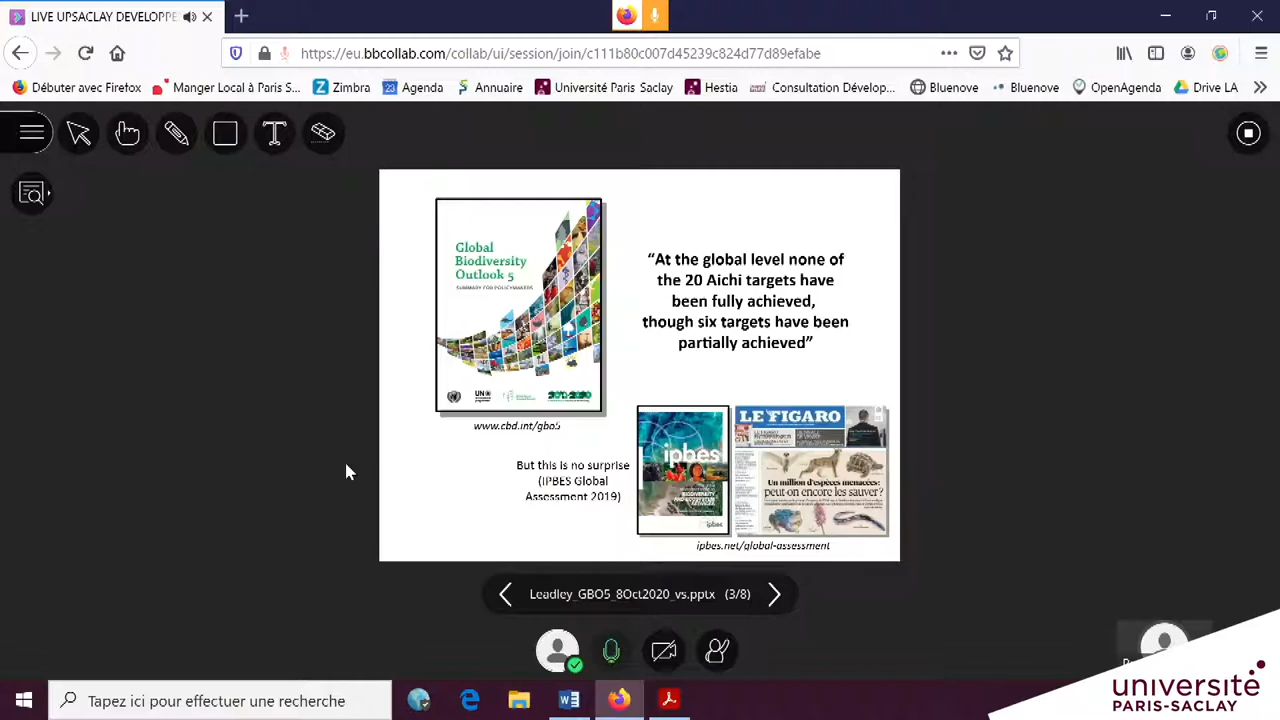 LIVE UPSACLAY DEVELOPPE
https://eu.bbcollab.com/collab/ui/session/join/c111b80c007d45239c824d77d89efabe
Débuter avec Firefox
Manger Local à Paris S...
Zimbra
Agenda
Annuaire
Université Paris Saclay
Hestia
Consultation Dévelop...
Bluenove
Bluenove
OpenAgenda
Drive LA
Global
Biodiversity
Outlook 5
SUMMARY FOR POLICYMAKERS
www.cbd.int/gbo5
“At the global level none of
the 20 Aichi targets have
been fully achieved,
though six targets have been
partially achieved”
But this is no surprise
(IPBES Global
Assessment 2019)
ipbes
LE FIGARO
Un million d'espèces menacées:
peut-on encore les sauver?
ipbes.net/global-assessment
Leadley_GBO5_8Oct2020_vs.pptx (3/8)
Tapez ici pour effectuer une recherche
université
PARIS-SACLAY